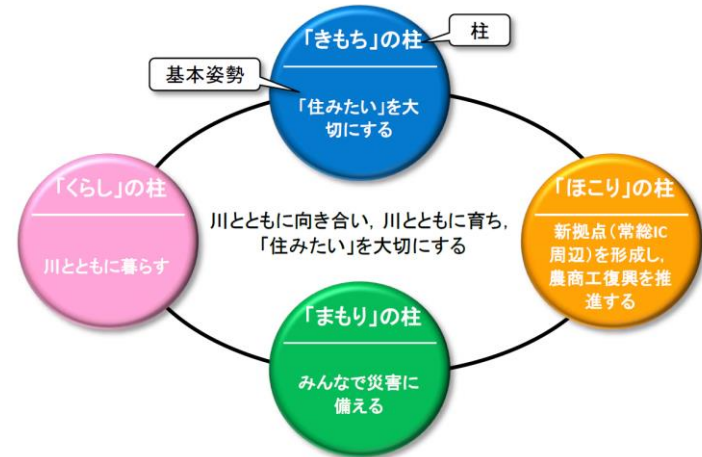 「きもち」の柱
柱
基本姿勢
「住みたい」を大
切にする
「くらし」の柱
川とともに暮らす
川とともに向き合い，川とともに育ち，
「住みたい」を大切にする
「ほこり」の柱
新拠点（常総IC
周辺）を形成し，
農商工復興を推
進する
「まもり」の柱
みんなで災害に
備える